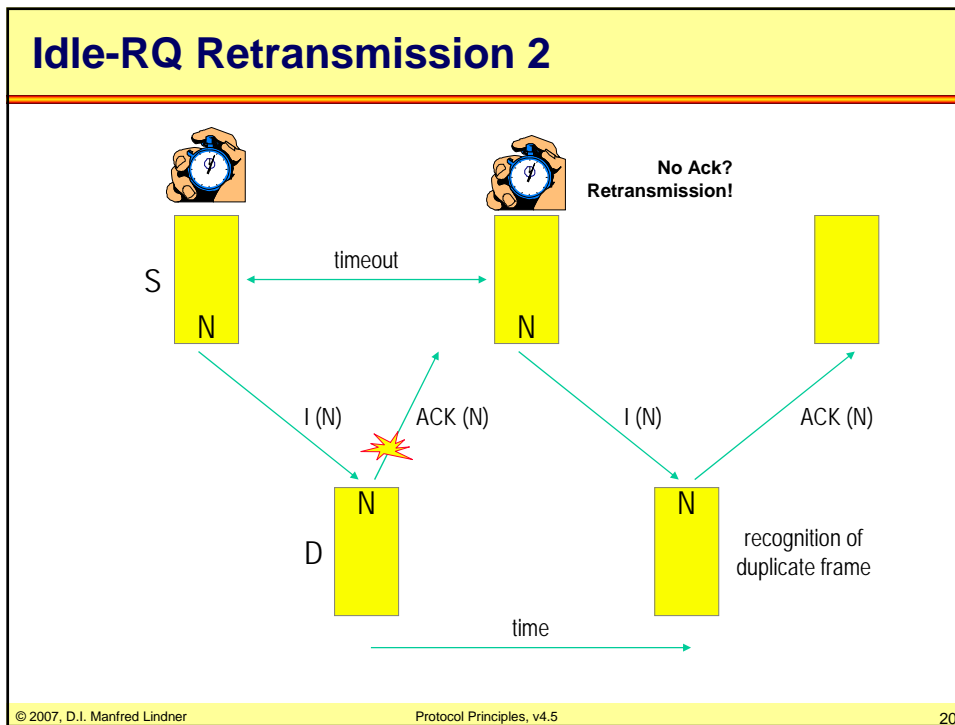 Idle-RQ Retransmission 2
No Ack?
Retransmission!
timeout
S
N
N
I (N)
ACK (N)
I (N)
ACK (N)
N
N
D
recognition of
duplicate frame
time
© 2007, D.I. Manfred Lindner
Protocol Principles, v4.5
20